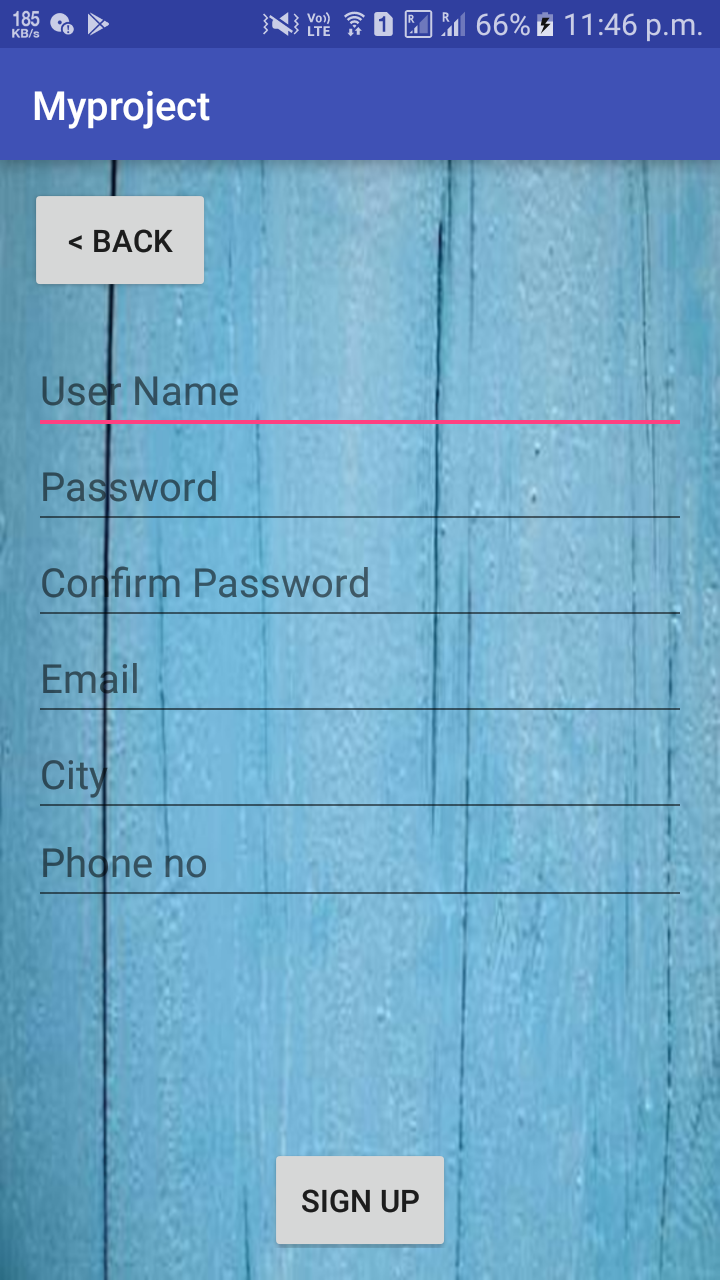 185 KB/s Vo)) LTE 1 R R 66% 11:46 p.m.
Myproject
< BACK
User Name
Password
Confirm Password
Email
City
Phone no
SIGN UP